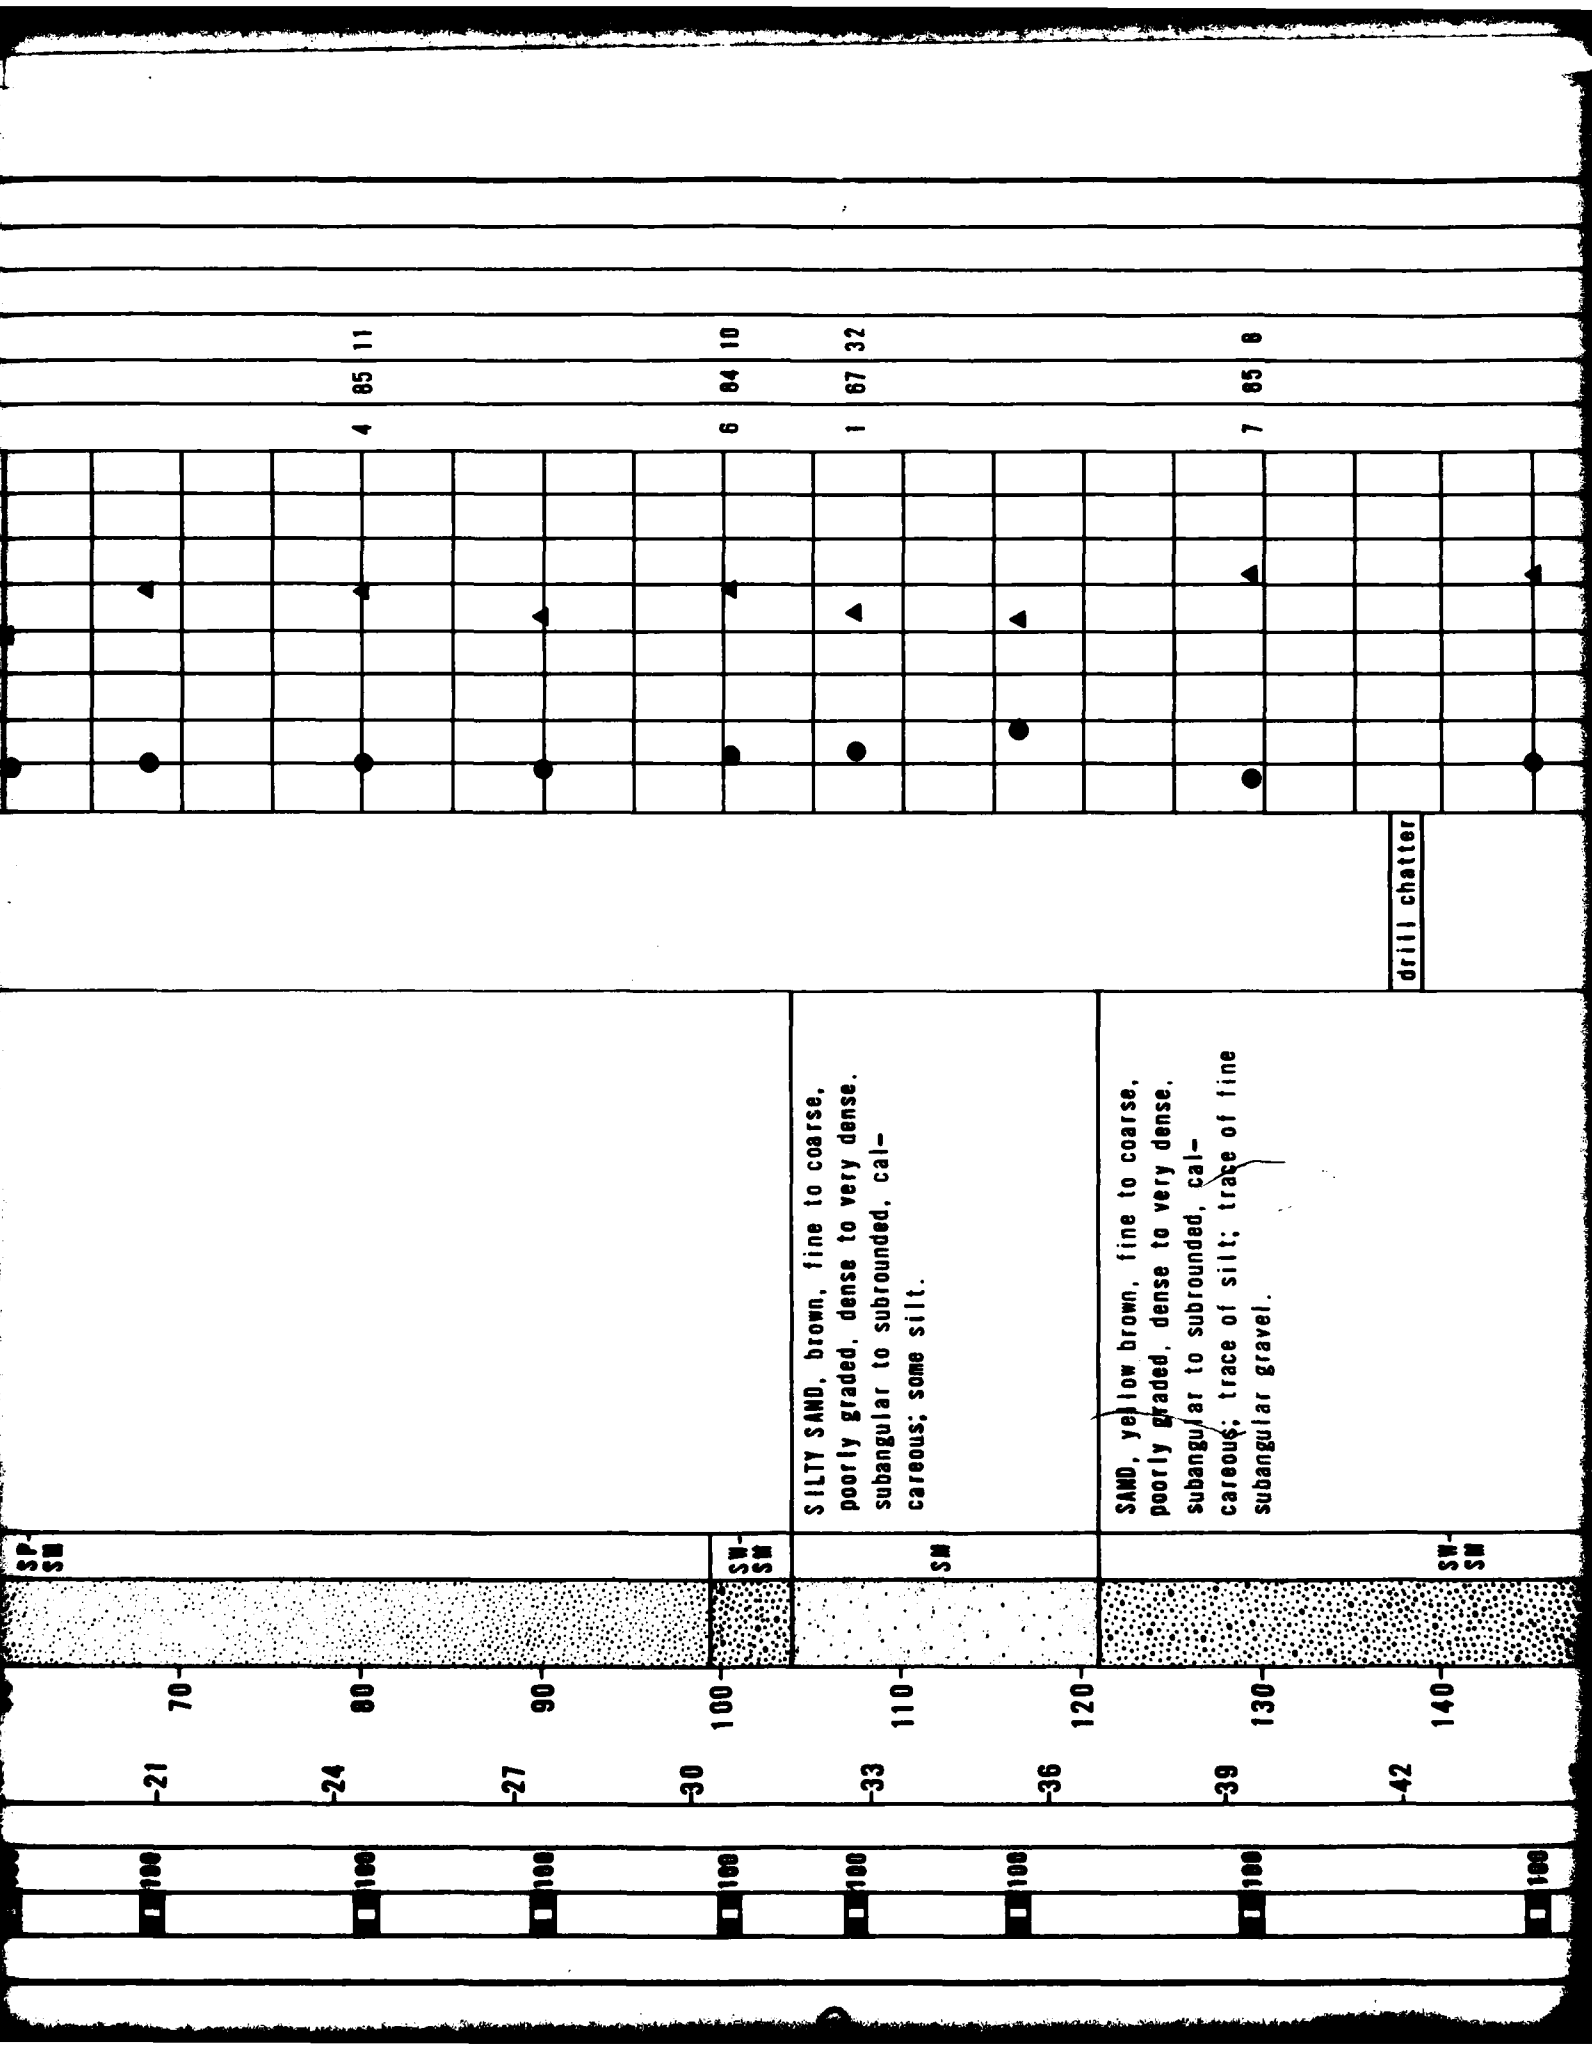 4 85 11
6 84 10
1 67 32
7 85 8
drill chatter
SILTY SAND, brown, fine to coarse,
poorly graded, dense to very dense,
subangular to subrounded, cal-
careous; some silt.
SAND, yellow brown, fine to coarse,
poorly graded, dense to very dense,
subangular to subrounded, cal-
careous; trace of silt; trace of fine
subangular gravel.
SP-
SM
SW-
SM
SM
SW-
SM
70
80
90
100
110
120
130
140
21
24
27
30
33
36
39
42
100
100
100
100
100
100
100
100